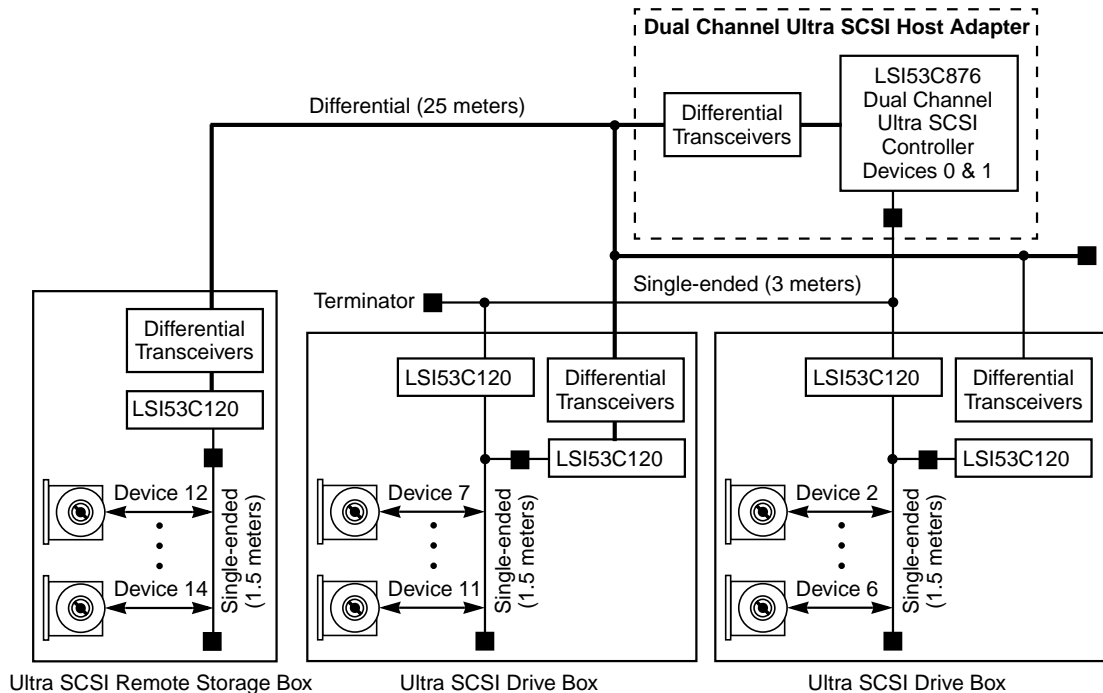 Dual Channel Ultra SCSI Host Adapter
LSI53C876
Dual Channel
Ultra SCSI
Controller
Devices 0 & 1
Differential
Transceivers
Differential (25 meters)
Single-ended (3 meters)
Terminator
Differential
Transceivers
LSI53C120
Device 12
Device 14
Single-ended
(1.5 meters)
Ultra SCSI Remote Storage Box
LSI53C120
Differential
Transceivers
LSI53C120
Device 7
Device 11
Single-ended
(1.5 meters)
Ultra SCSI Drive Box
LSI53C120
Differential
Transceivers
LSI53C120
Device 2
Device 6
Single-ended
(1.5 meters)
Ultra SCSI Drive Box